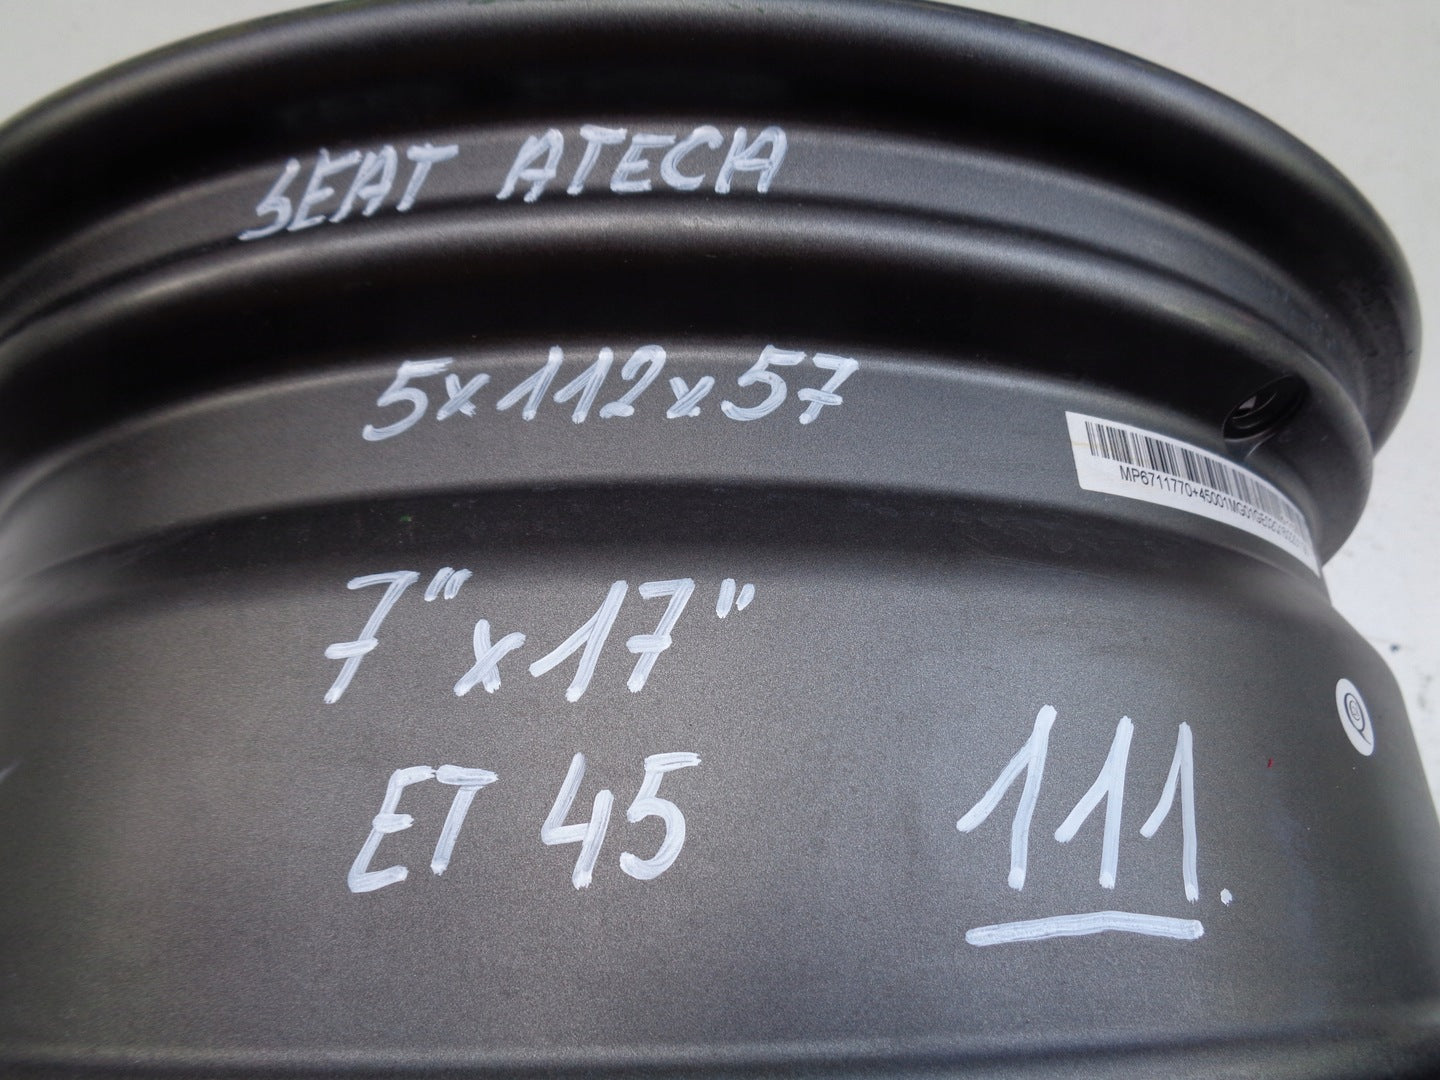 SEAT ATECA
5x112x57
7"x17"
ET 45
111.